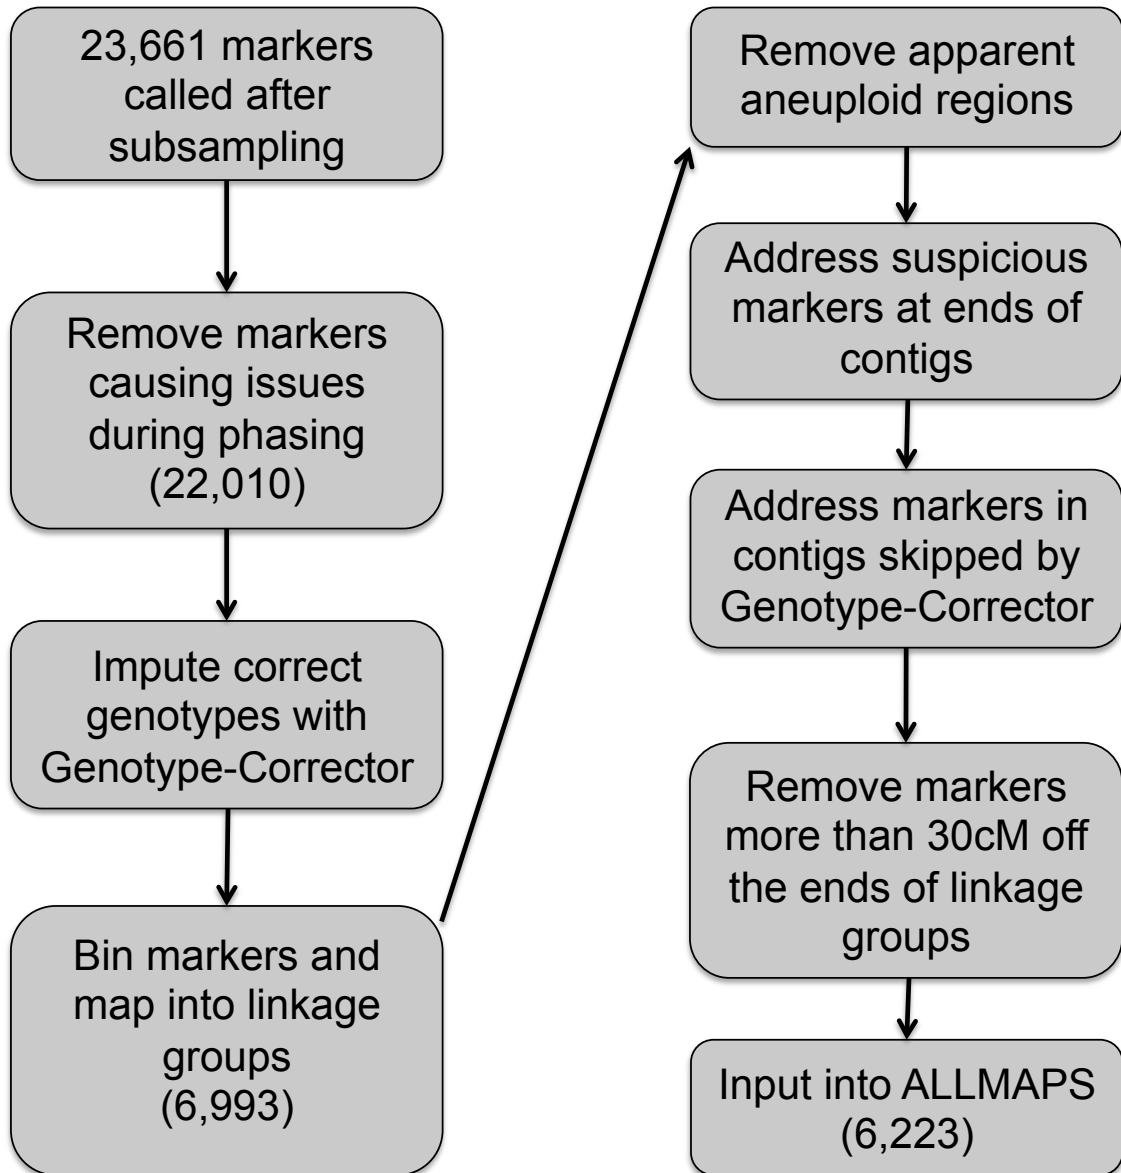 23,661 markers
called after
subsampling
Remove markers
causing issues
during phasing
(22,010)
Impute correct
genotypes with
Genotype-Corrector
Bin markers and
map into linkage
groups
(6,993)
Remove apparent
aneuploid regions
Address suspicious
markers at ends of
contigs
Address markers in
contigs skipped by
Genotype-Corrector
Remove markers
more than 30cM off
the ends of linkage
groups
Input into ALLMAPS
(6,223)